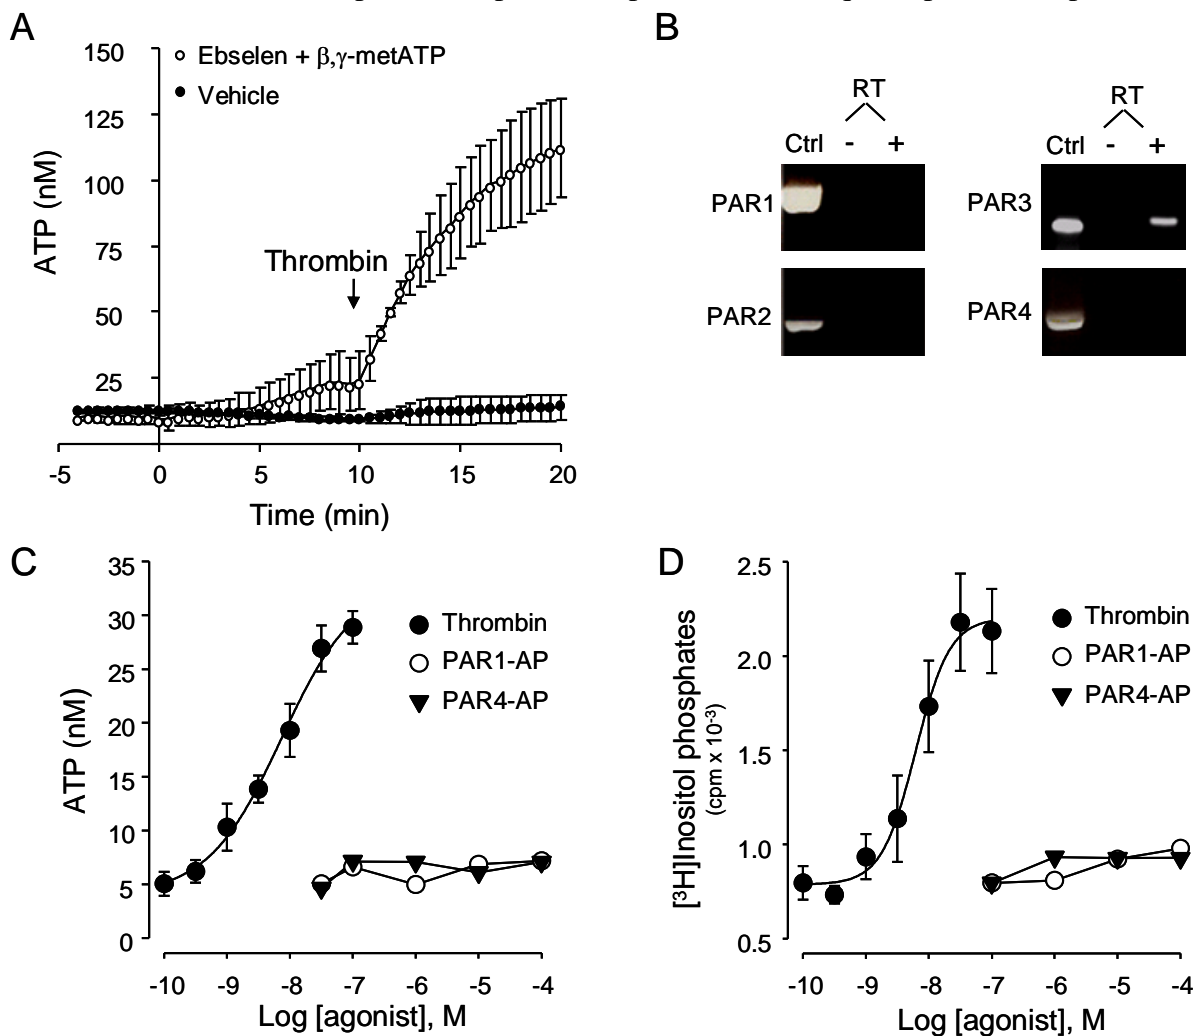 A
150
125
100
75
50
25
ATP (nM)
Ebselen + β,γ-metATP
Vehicle
Thrombin
-5 0 5 10 15 20
Time (min)
B
RT
Ctrl - +
PAR1
PAR2
RT
Ctrl - +
PAR3
PAR4
C
35
30
25
20
15
10
5
0
ATP (nM)
Thrombin
PAR1-AP
PAR4-AP
-10 -9 -8 -7 -6 -5 -4
Log [agonist], M
D
2.5
2.0
1.5
1.0
0.5
[³H]Inositol phosphates
(cpm x 10⁻³)
Thrombin
PAR1-AP
PAR4-AP
-10 -9 -8 -7 -6 -5 -4
Log [agonist], M